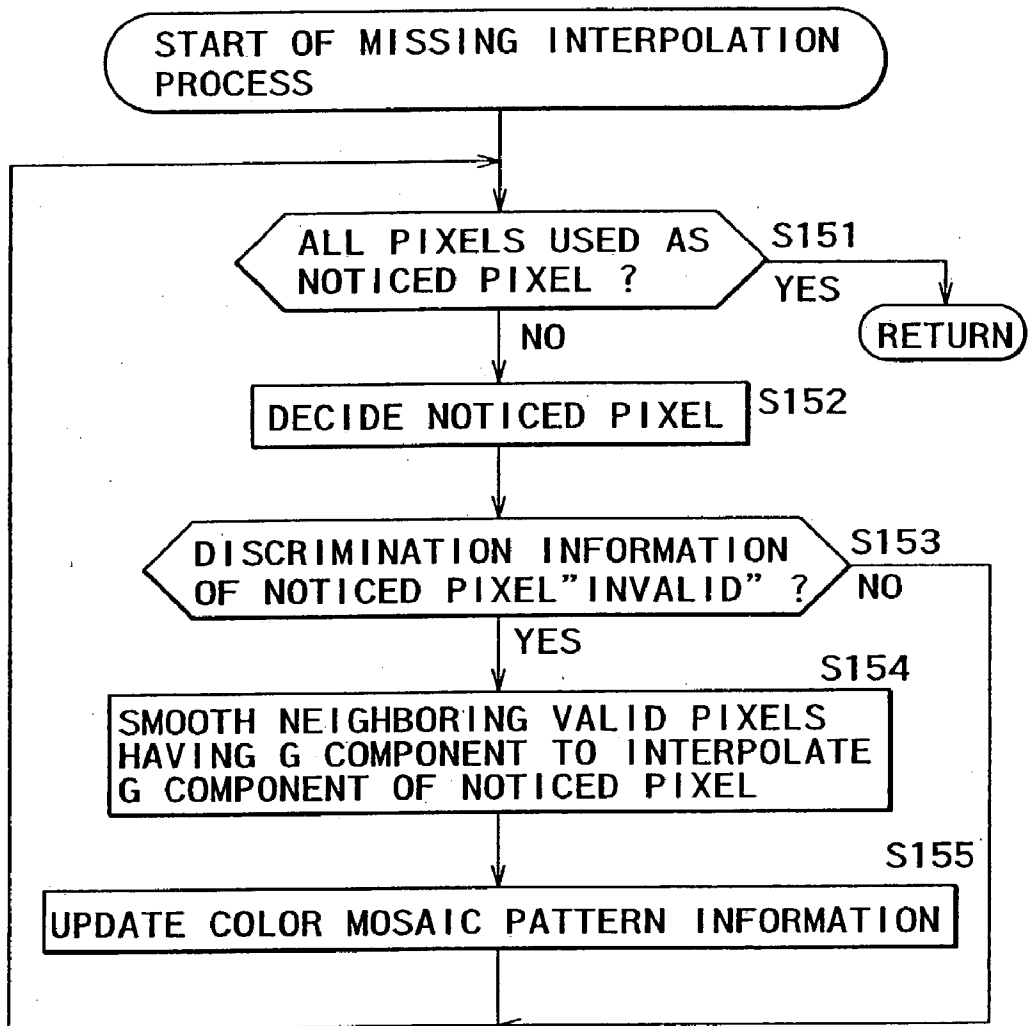 START OF MISSING INTERPOLATION
PROCESS
ALL PIXELS USED AS
NOTICED PIXEL ?
S151
YES
RETURN
NO
DECIDE NOTICED PIXEL
S152
DISCRIMINATION INFORMATION
OF NOTICED PIXEL"INVALID" ?
S153
NO
YES
S154
SMOOTH NEIGHBORING VALID PIXELS
HAVING G COMPONENT TO INTERPOLATE
G COMPONENT OF NOTICED PIXEL
S155
UPDATE COLOR MOSAIC PATTERN INFORMATION